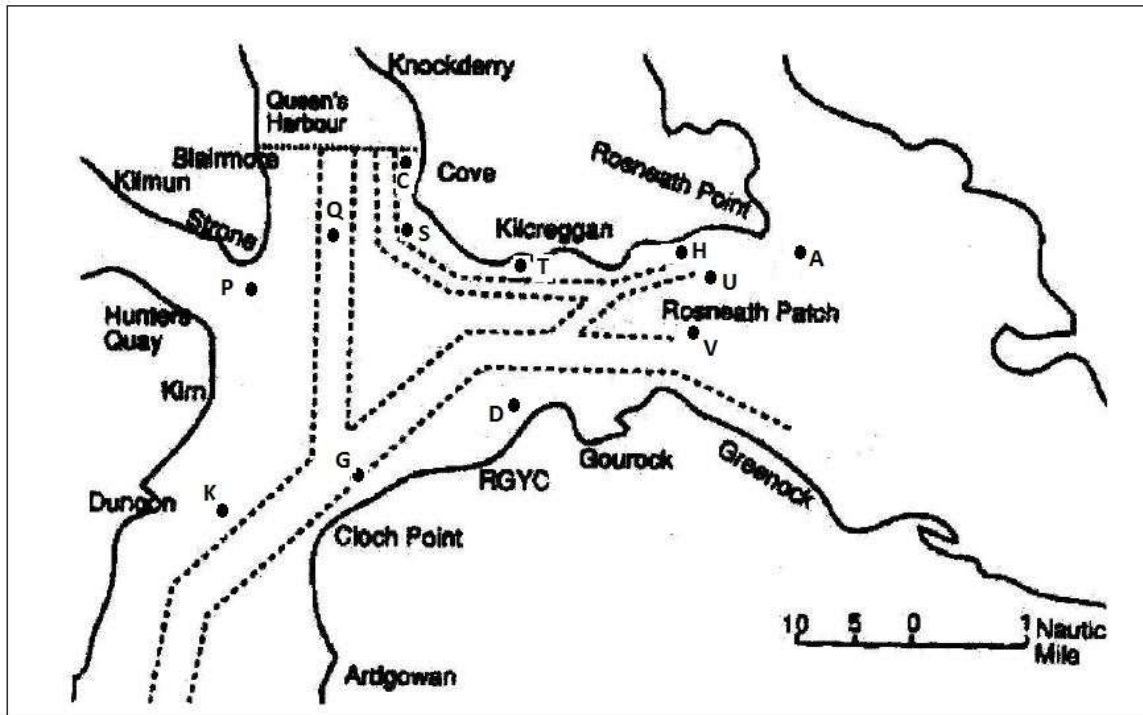 Knockderry
Queen's
Harbour
Blairmore
Kilmun
Cove
C
Rosneath Point
Strone
Q
S
Kilcreggan
H
A
T
P
U
Hunters
Quay
Rosneath Patch
V
Kirn
D
G
RGYC
Gourock
Greenock
Dunoon
K
Cloch Point
10 5 0 1
Nautic
Mile
Ardgowan